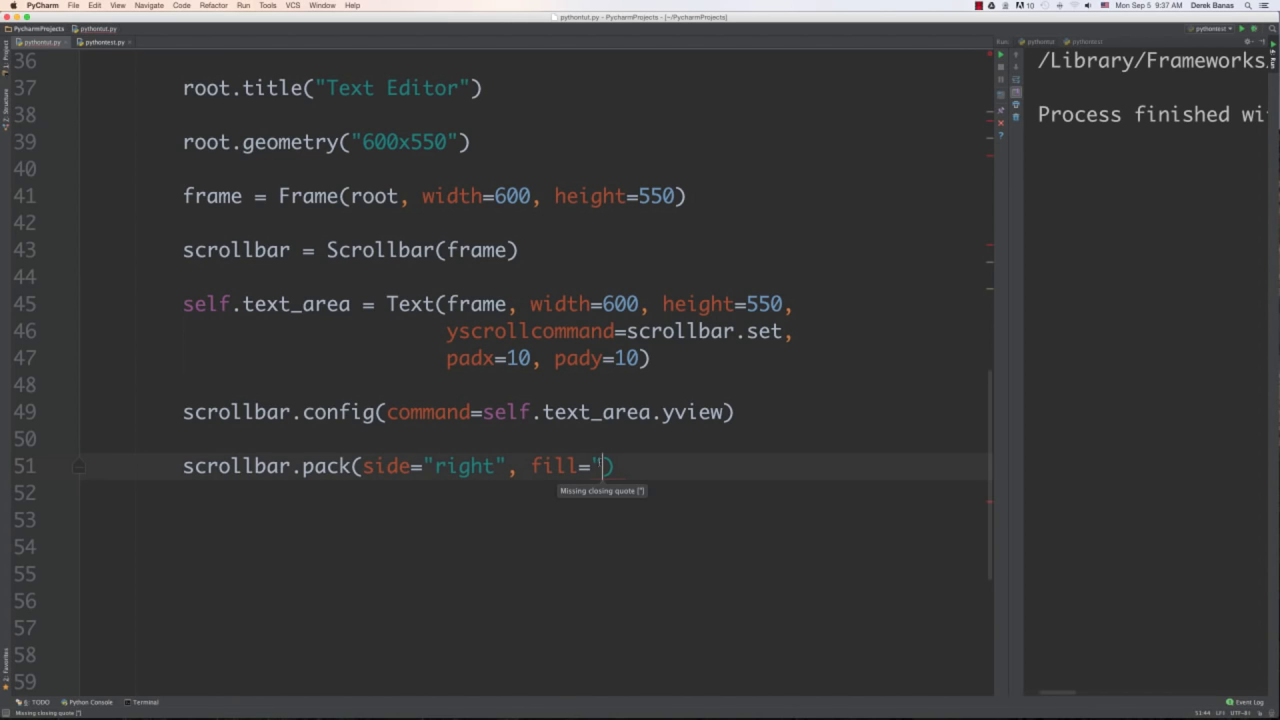 PyCharm File Edit View Navigate Code Refactor Run Tools VCS Window Help 10 Mon Sep 5 9:37 AM Derek Banas
pythontut.py - PycharmProjects - [~/PycharmProjects]
PycharmProjects pythontut.py pythontest
pythontut.py pythontest.py Run: pythontut pythontest
1: Project
7: Structure
2: Favorites
36
37 root.title("Text Editor")
38
39 root.geometry("600x550")
40
41 frame = Frame(root, width=600, height=550)
42
43 scrollbar = Scrollbar(frame)
44
45 self.text_area = Text(frame, width=600, height=550,
46 yscrollcommand=scrollbar.set,
47 padx=10, pady=10)
48
49 scrollbar.config(command=self.text_area.yview)
50
51 scrollbar.pack(side="right", fill=")
Missing closing quote ["]
52
53
54
55
56
57
58
59
/Library/Frameworks
Process finished wi
6: TODO Python Console Terminal Event Log
Missing closing quote ["] 51:44 LF UTF-8